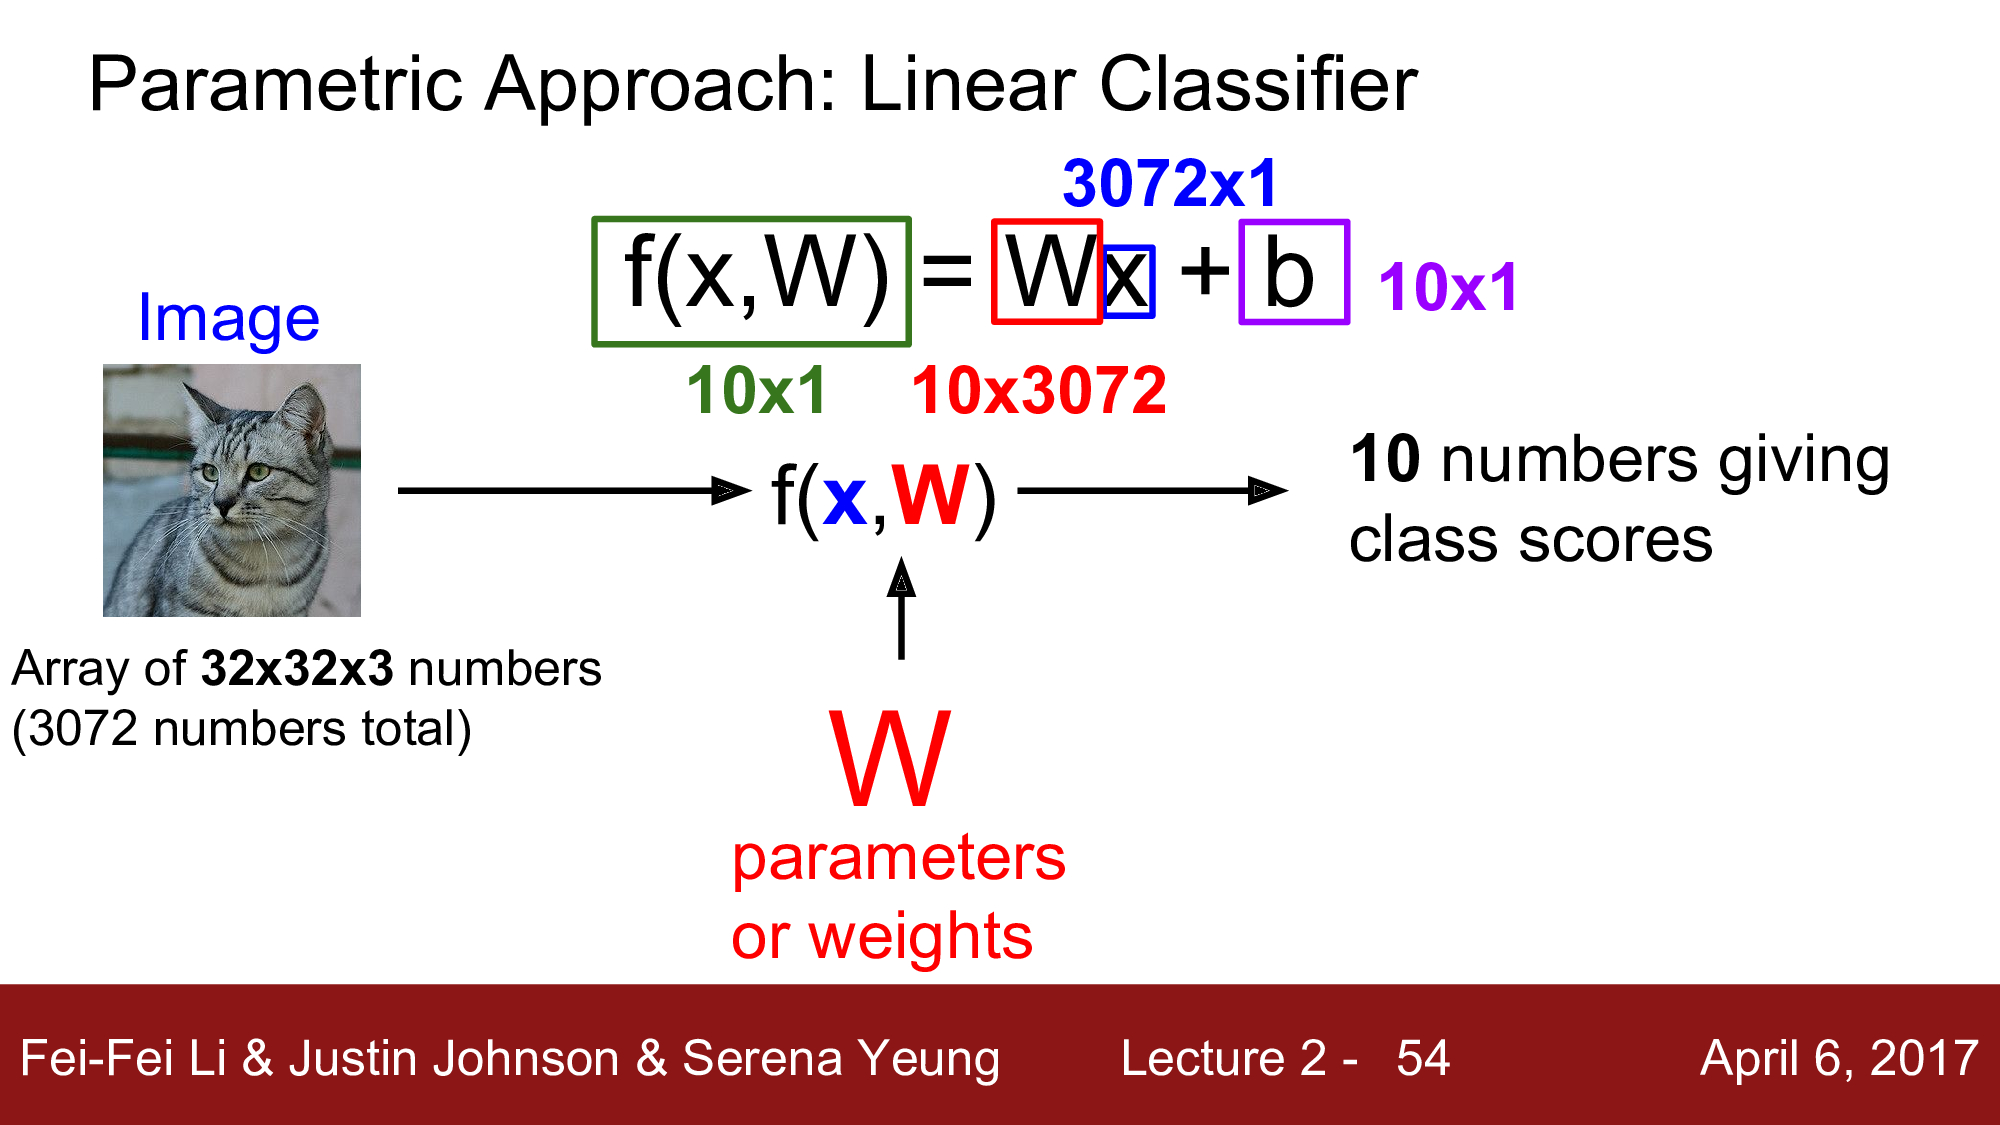 Parametric Approach: Linear Classifier
3072x1
f(x,W) = Wx + b 10x1
10x1 10x3072
Image
f(x,W)
10 numbers giving
class scores
Array of 32x32x3 numbers
(3072 numbers total)
W
parameters
or weights
Fei-Fei Li & Justin Johnson & Serena Yeung Lecture 2 - 54 April 6, 2017